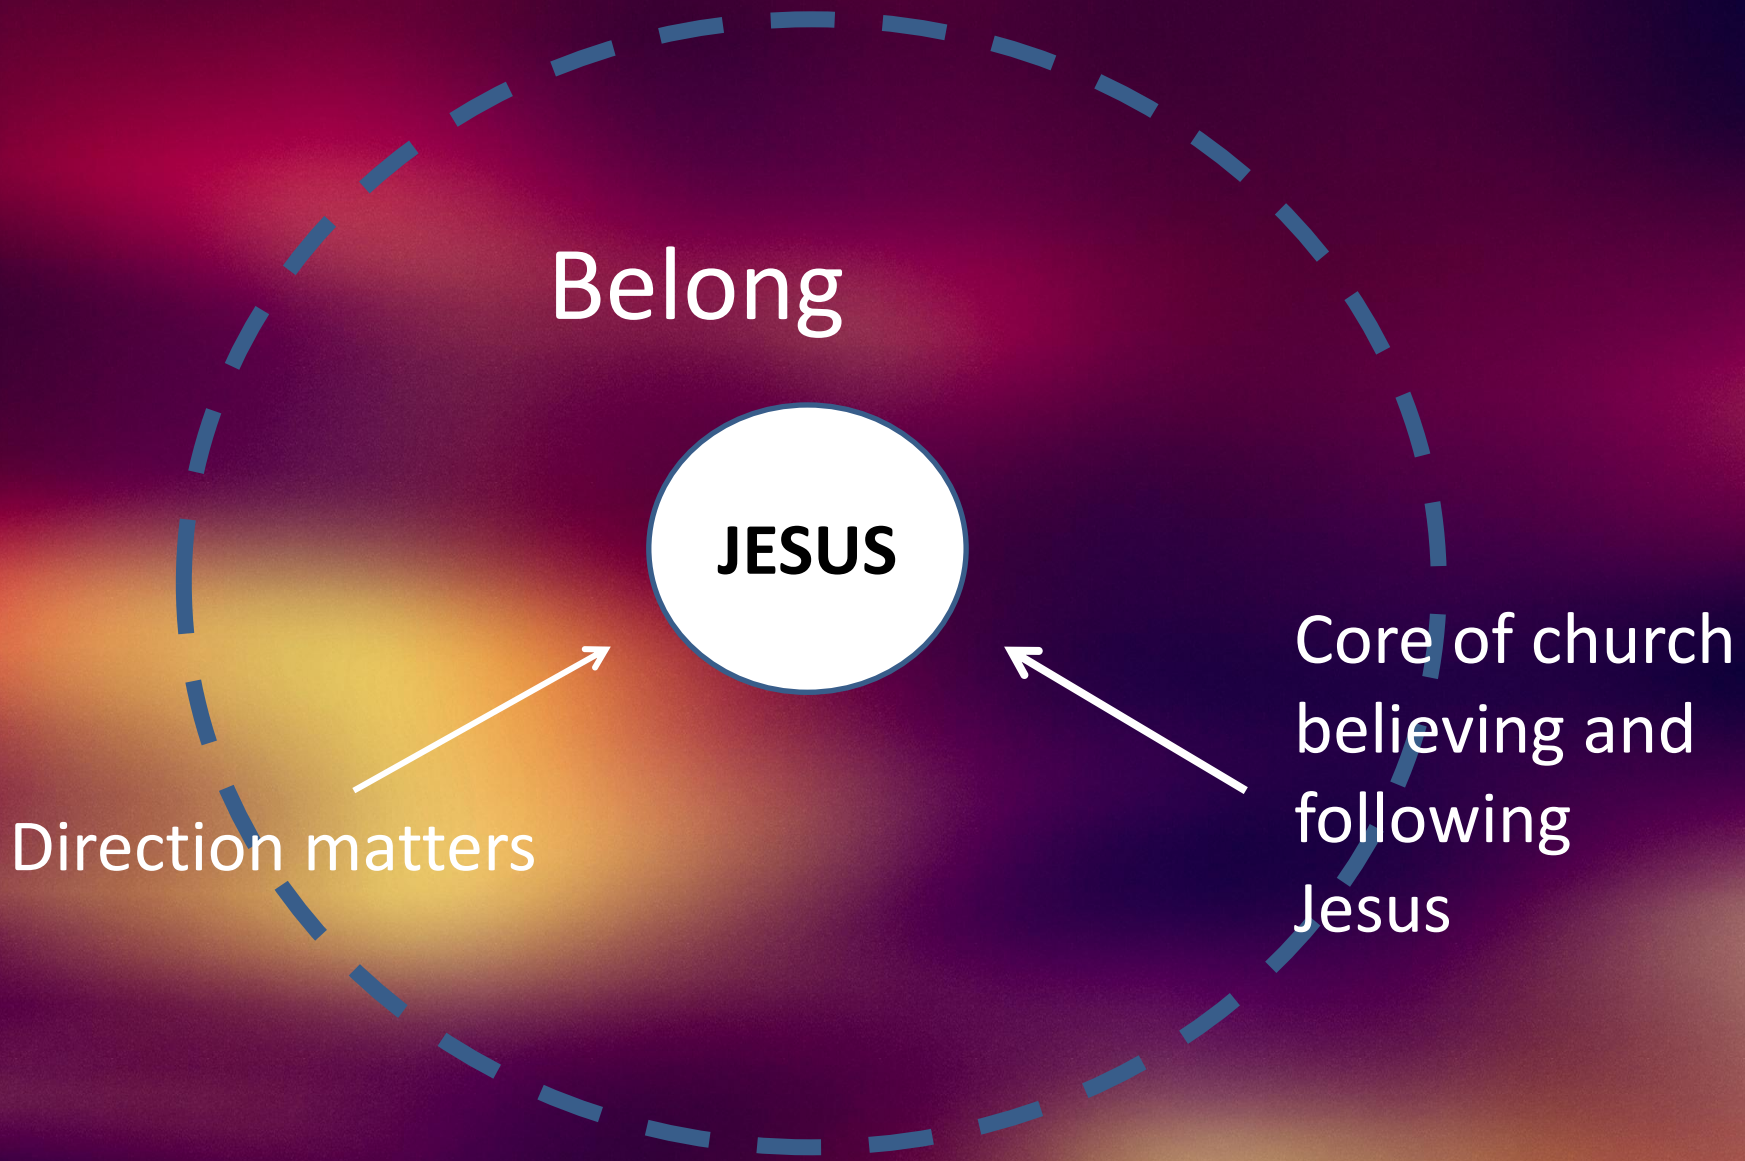 Belong
JESUS
Direction matters
Core of church
believing and
following
Jesus